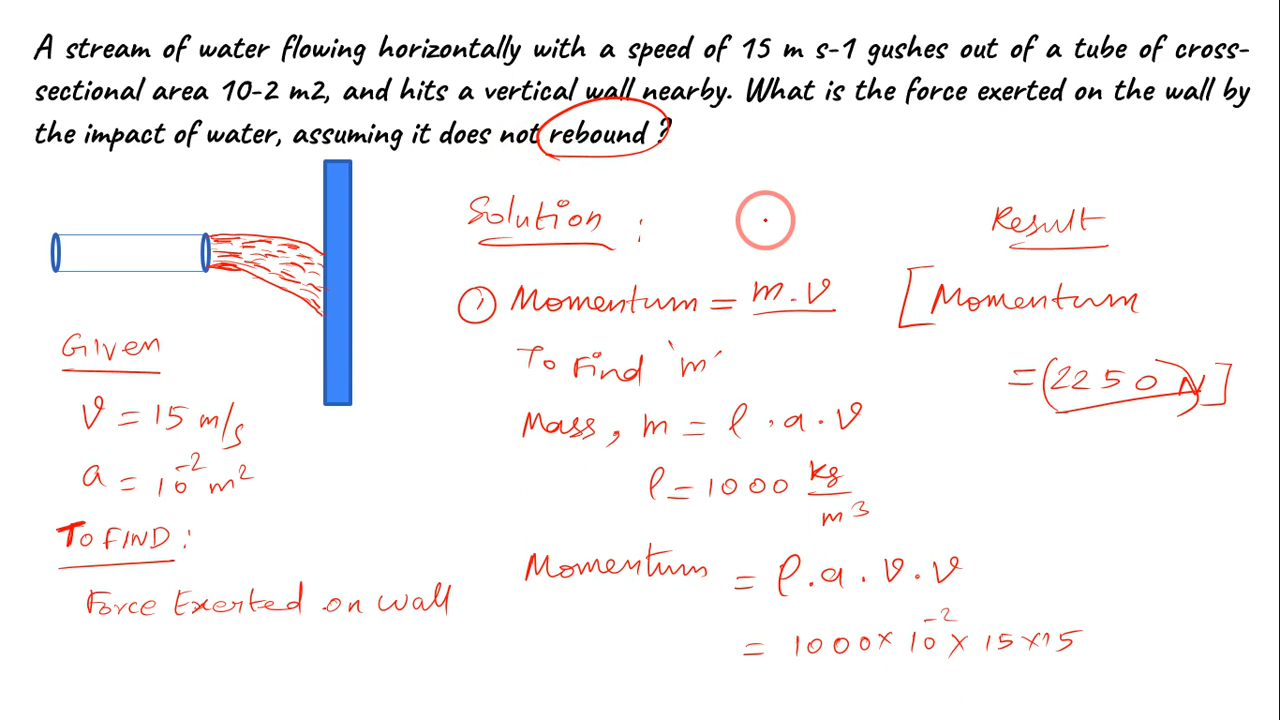 A stream of water flowing horizontally with a speed of 15 m s-1 gushes out of a tube of cross-
sectional area 10-2 m2, and hits a vertical wall nearby. What is the force exerted on the wall by
the impact of water, assuming it does not rebound ?
Given
v = 15 m/s
a = 10⁻² m²
TO FIND :
Force Exerted on wall
Solution :
① Momentum = m.v
To Find 'm'
Mass, m = ρ.a.v
ρ = 1000 kg/m³
Momentum = ρ.a.v.v
= 1000 × 10⁻² × 15 × 15
Result
[Momentum
= (2250 N)]